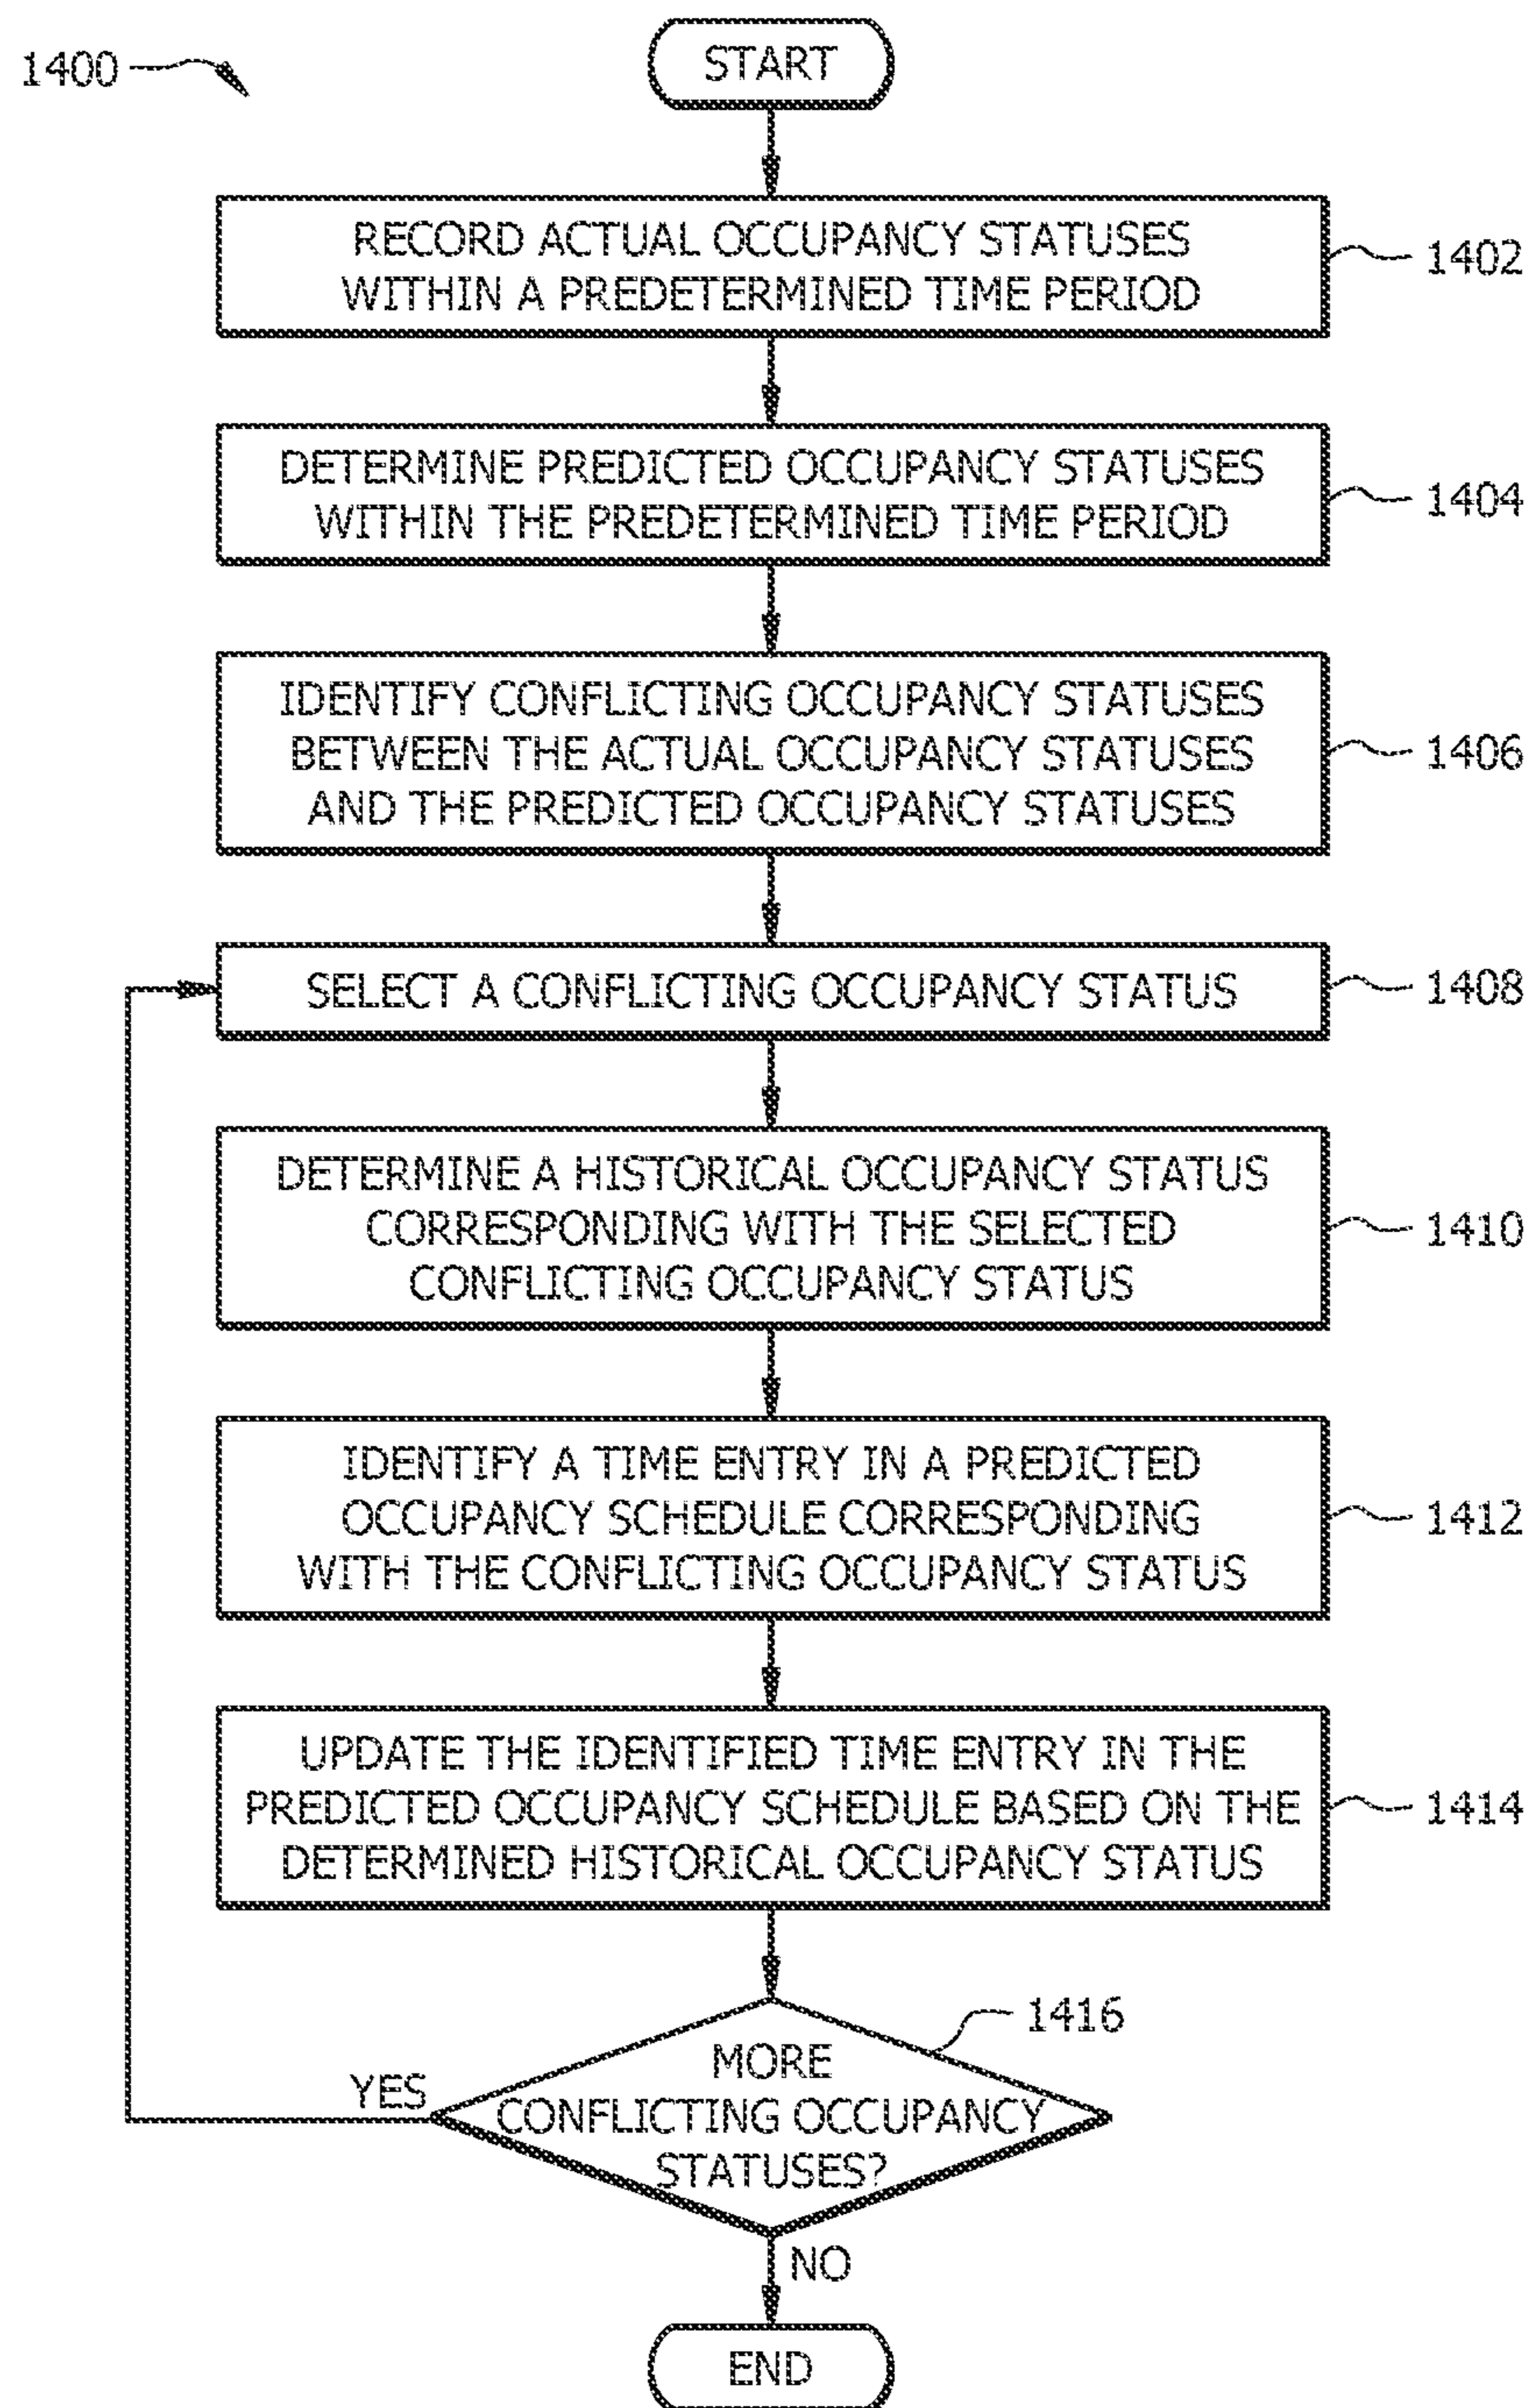 1400
START
RECORD ACTUAL OCCUPANCY STATUSES
WITHIN A PREDETERMINED TIME PERIOD
1402
DETERMINE PREDICTED OCCUPANCY STATUSES
WITHIN THE PREDETERMINED TIME PERIOD
1404
IDENTIFY CONFLICTING OCCUPANCY STATUSES
BETWEEN THE ACTUAL OCCUPANCY STATUSES
AND THE PREDICTED OCCUPANCY STATUSES
1406
SELECT A CONFLICTING OCCUPANCY STATUS
1408
DETERMINE A HISTORICAL OCCUPANCY STATUS
CORRESPONDING WITH THE SELECTED
CONFLICTING OCCUPANCY STATUS
1410
IDENTIFY A TIME ENTRY IN A PREDICTED
OCCUPANCY SCHEDULE CORRESPONDING
WITH THE CONFLICTING OCCUPANCY STATUS
1412
UPDATE THE IDENTIFIED TIME ENTRY IN THE
PREDICTED OCCUPANCY SCHEDULE BASED ON THE
DETERMINED HISTORICAL OCCUPANCY STATUS
1414
1416
MORE
CONFLICTING OCCUPANCY
STATUSES?
YES
NO
END